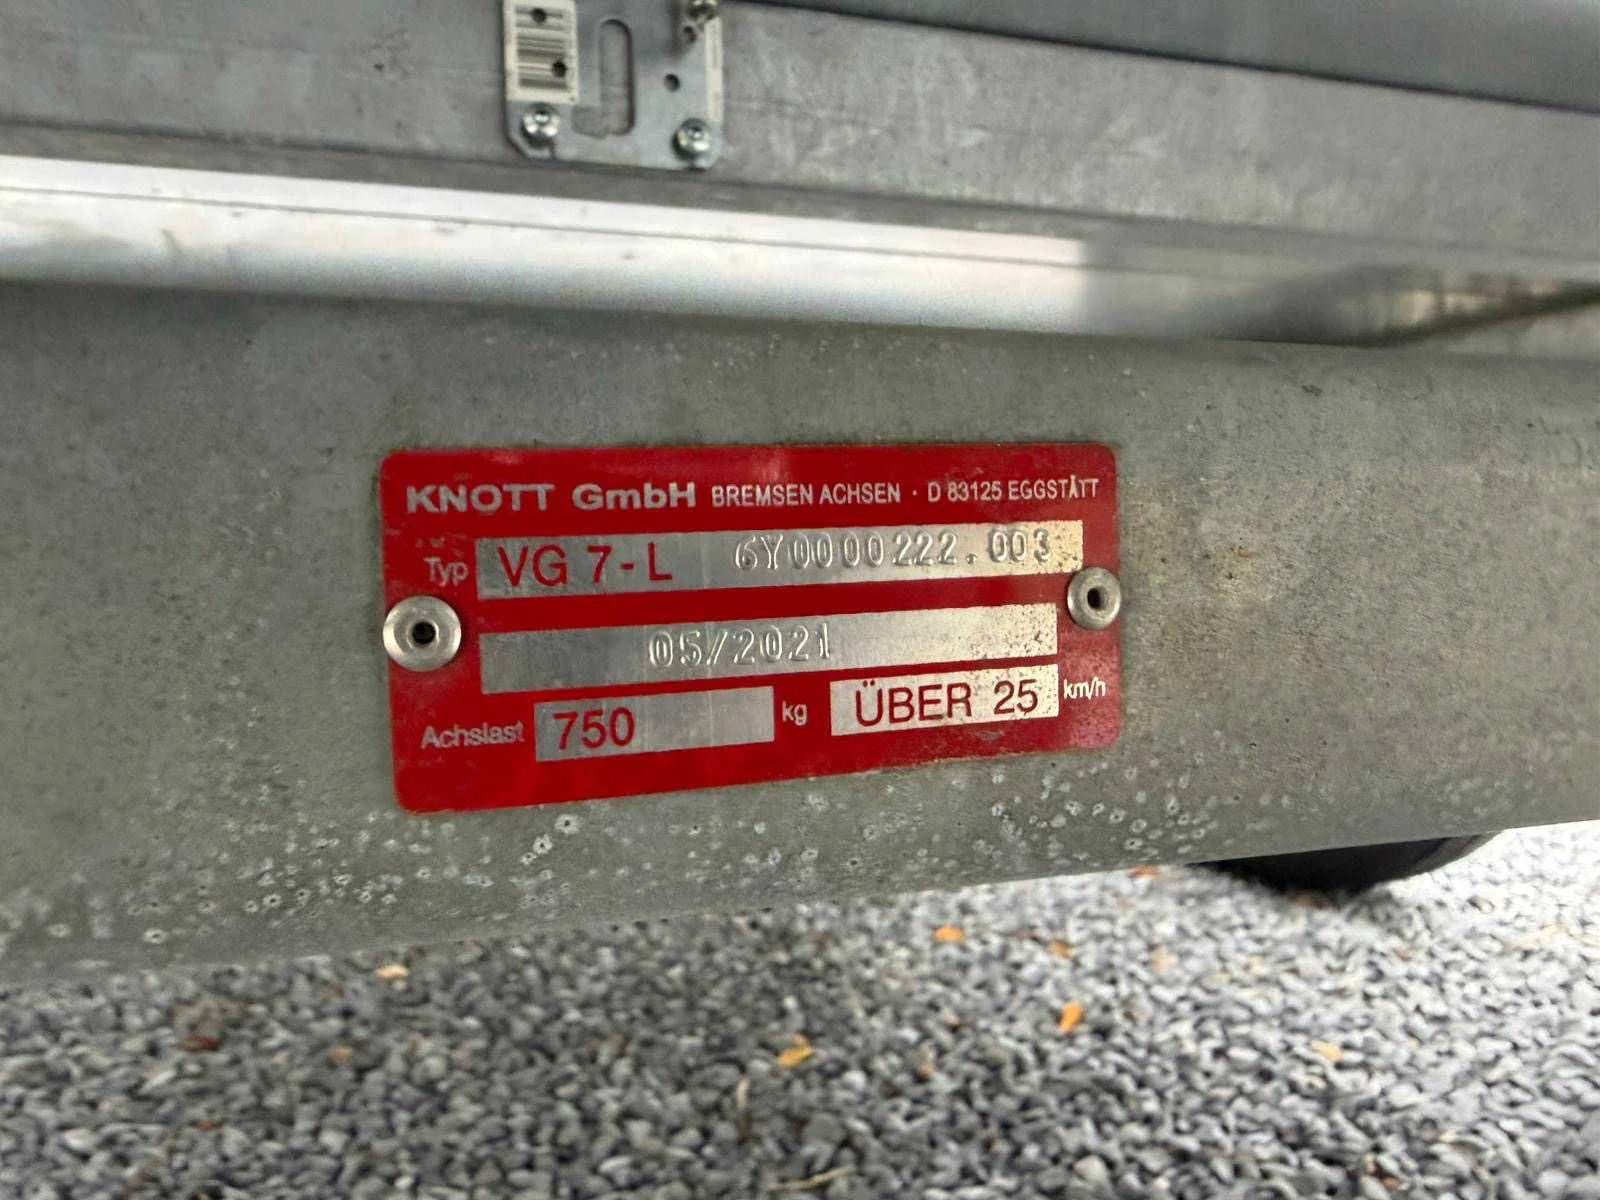 KNOTT GmbH BREMSEN ACHSEN · D 83125 EGGSTÄTT
Typ VG 7-L 6Y0000222.003
05/2021
Achslast 750 kg ÜBER 25 km/h